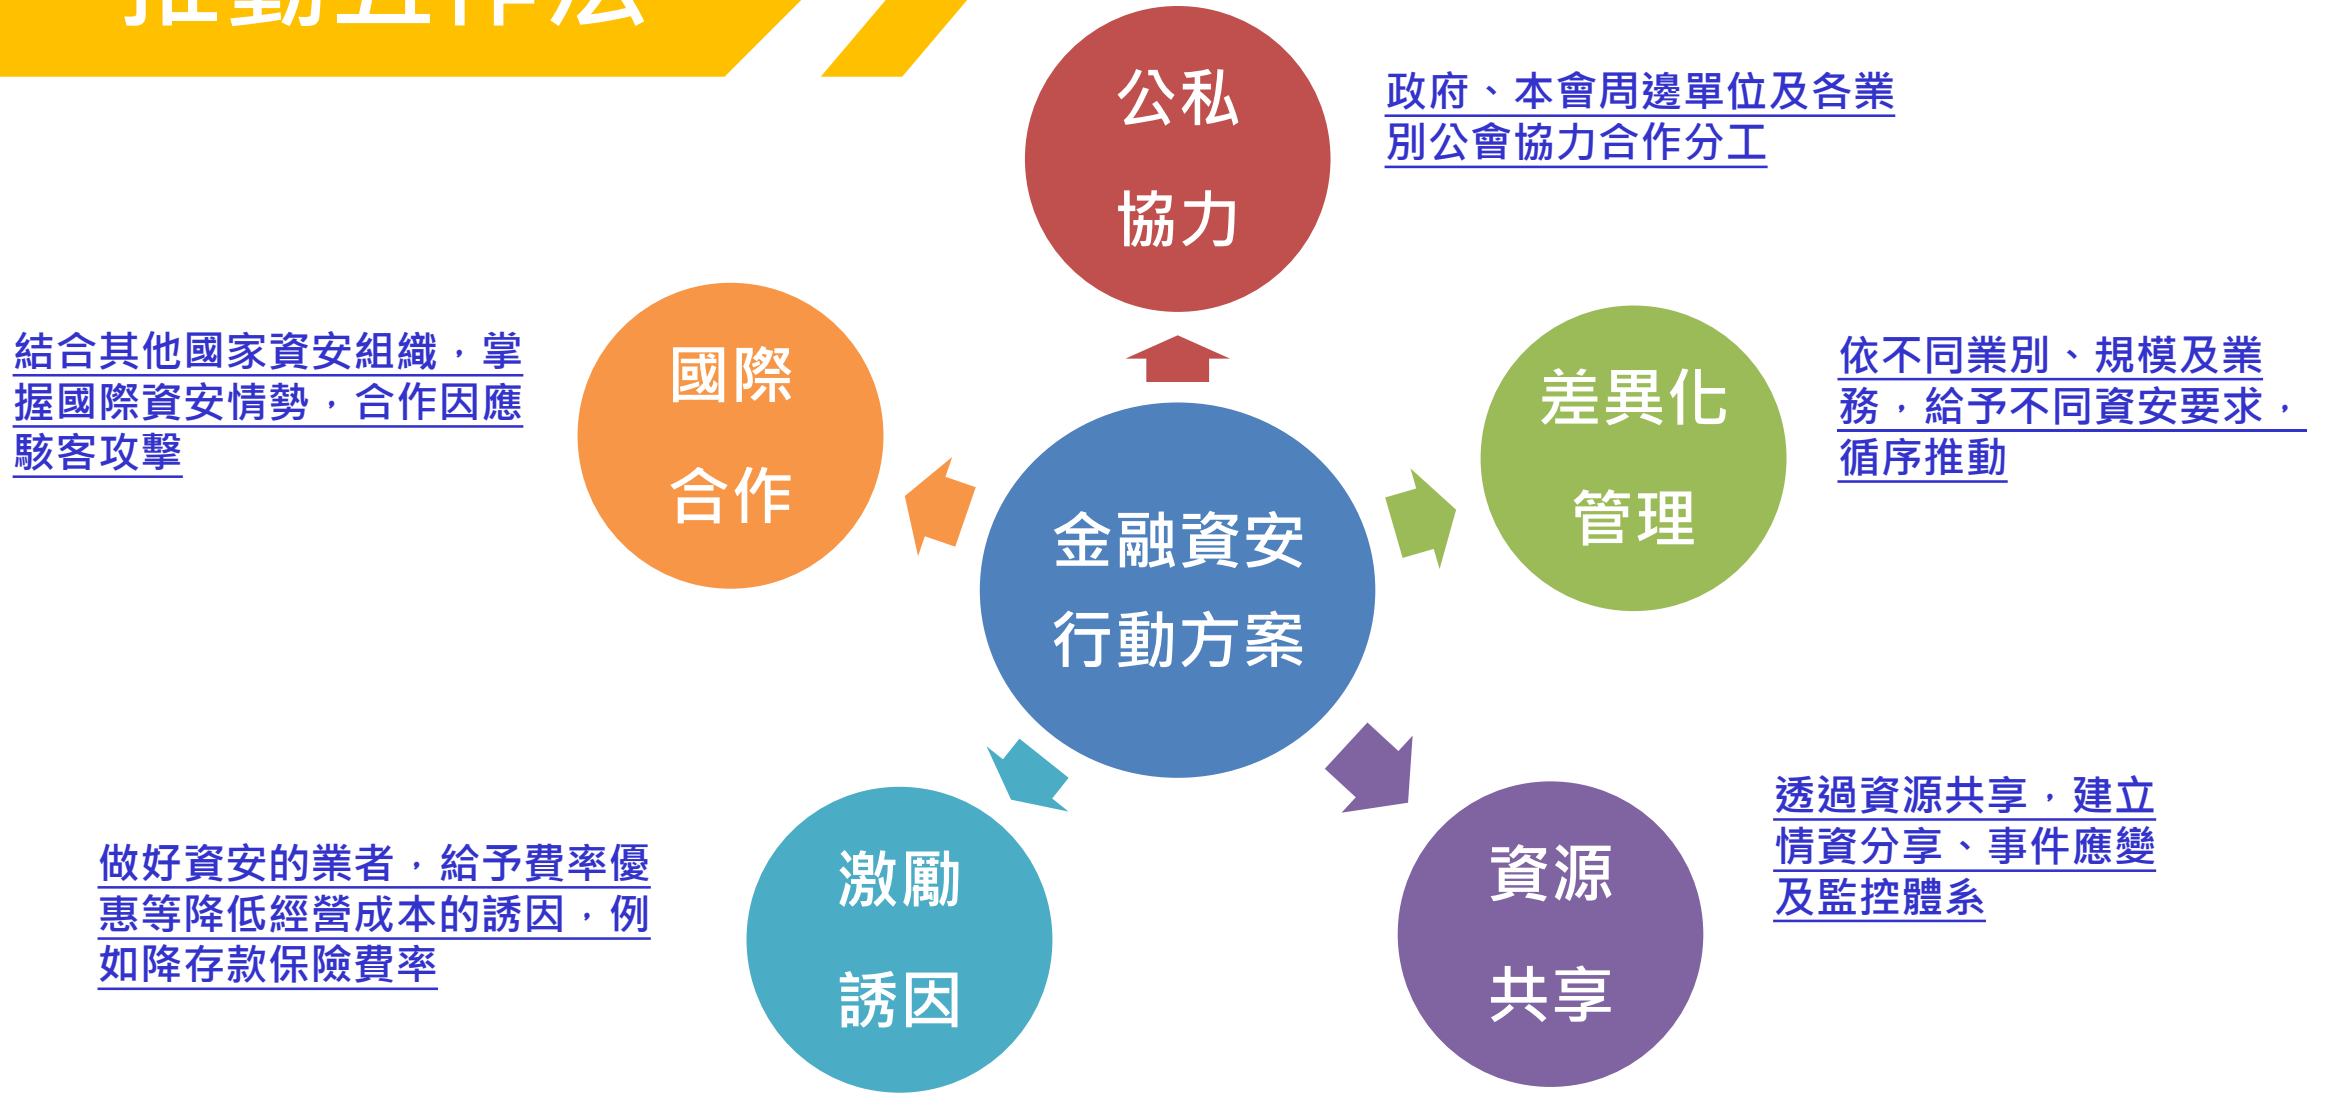 推動五作法
公私
協力
政府、本會周邊單位及各業
別公會協力合作分工
國際
合作
結合其他國家資安組織，掌
握國際資安情勢，合作因應
駭客攻擊
差異化
管理
依不同業別、規模及業
務，給予不同資安要求，
循序推動
金融資安
行動方案
激勵
誘因
做好資安的業者，給予費率優
惠等降低經營成本的誘因，例
如降存款保險費率
資源
共享
透過資源共享，建立
情資分享、事件應變
及監控體系